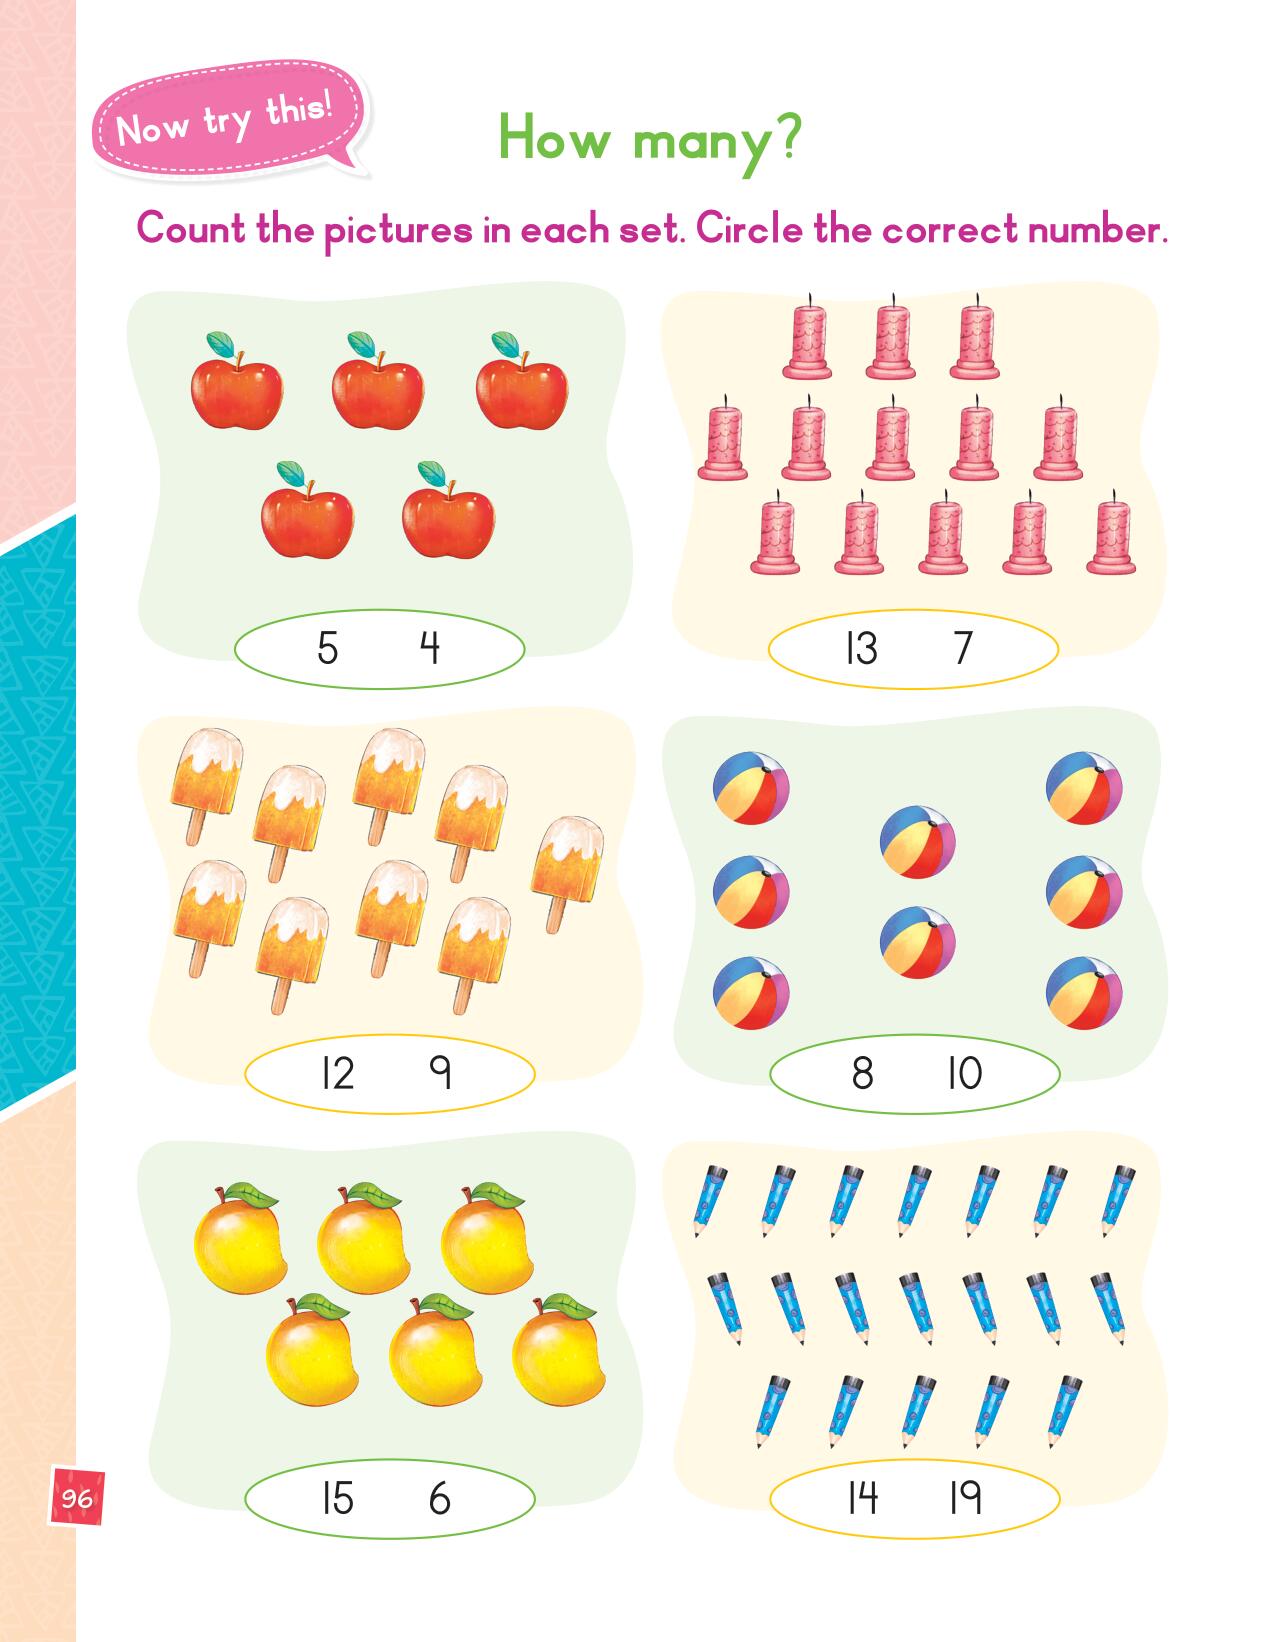 Now try this!
How many?
Count the pictures in each set. Circle the correct number.
5 4
13 7
12 9
8 10
15 6
14 19
96